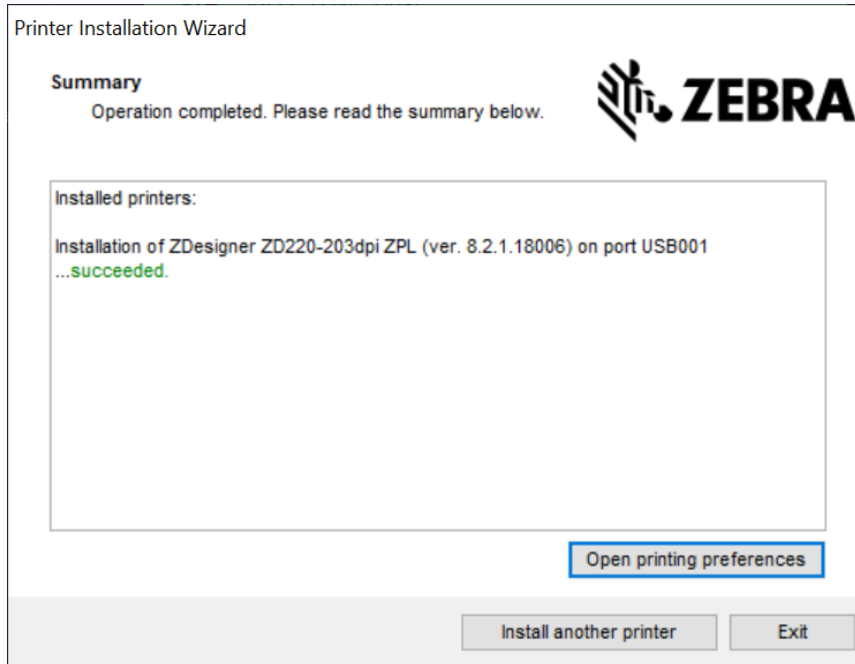 Printer Installation Wizard
Summary
Operation completed. Please read the summary below.
ZEBRA
Installed printers:
Installation of ZDesigner ZD220-203dpi ZPL (ver. 8.2.1.18006) on port USB001
...succeeded.
Open printing preferences
Install another printer
Exit